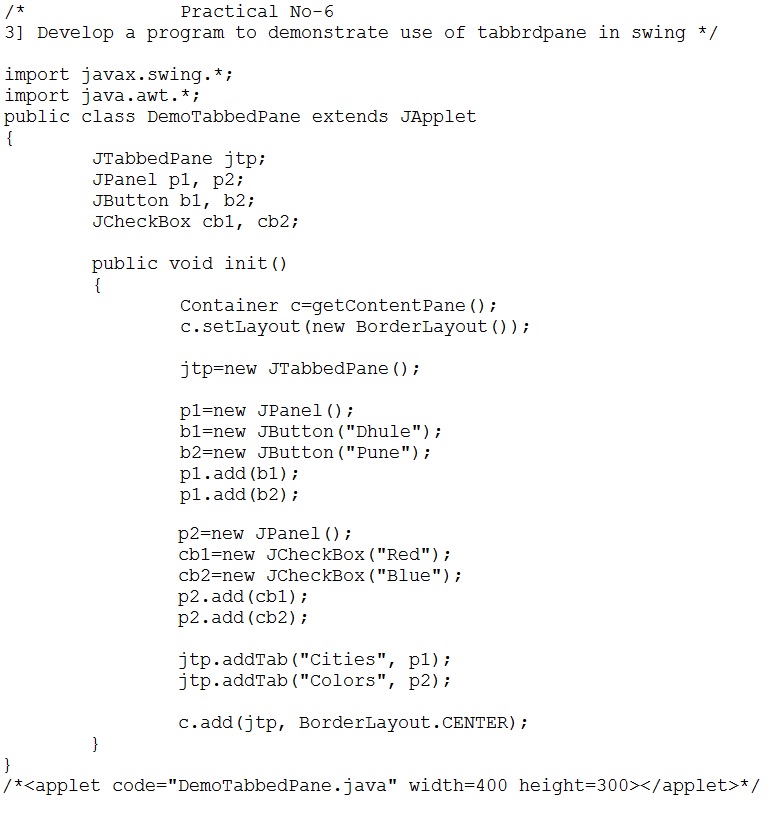 /*              Practical No-6
3] Develop a program to demonstrate use of tabbrdpane in swing */
import javax.swing.*;
import java.awt.*;
public class DemoTabbedPane extends JApplet
{
        JTabbedPane jtp;
        JPanel p1, p2;
        JButton b1, b2;
        JCheckBox cb1, cb2;
        public void init()
        {
                Container c=getContentPane();
                c.setLayout(new BorderLayout());
                jtp=new JTabbedPane();
                p1=new JPanel();
                b1=new JButton("Dhule");
                b2=new JButton("Pune");
                p1.add(b1);
                p1.add(b2);
                p2=new JPanel();
                cb1=new JCheckBox("Red");
                cb2=new JCheckBox("Blue");
                p2.add(cb1);
                p2.add(cb2);
                jtp.addTab("Cities", p1);
                jtp.addTab("Colors", p2);
                c.add(jtp, BorderLayout.CENTER);
        }
}
/*<applet code="DemoTabbedPane.java" width=400 height=300></applet>*/